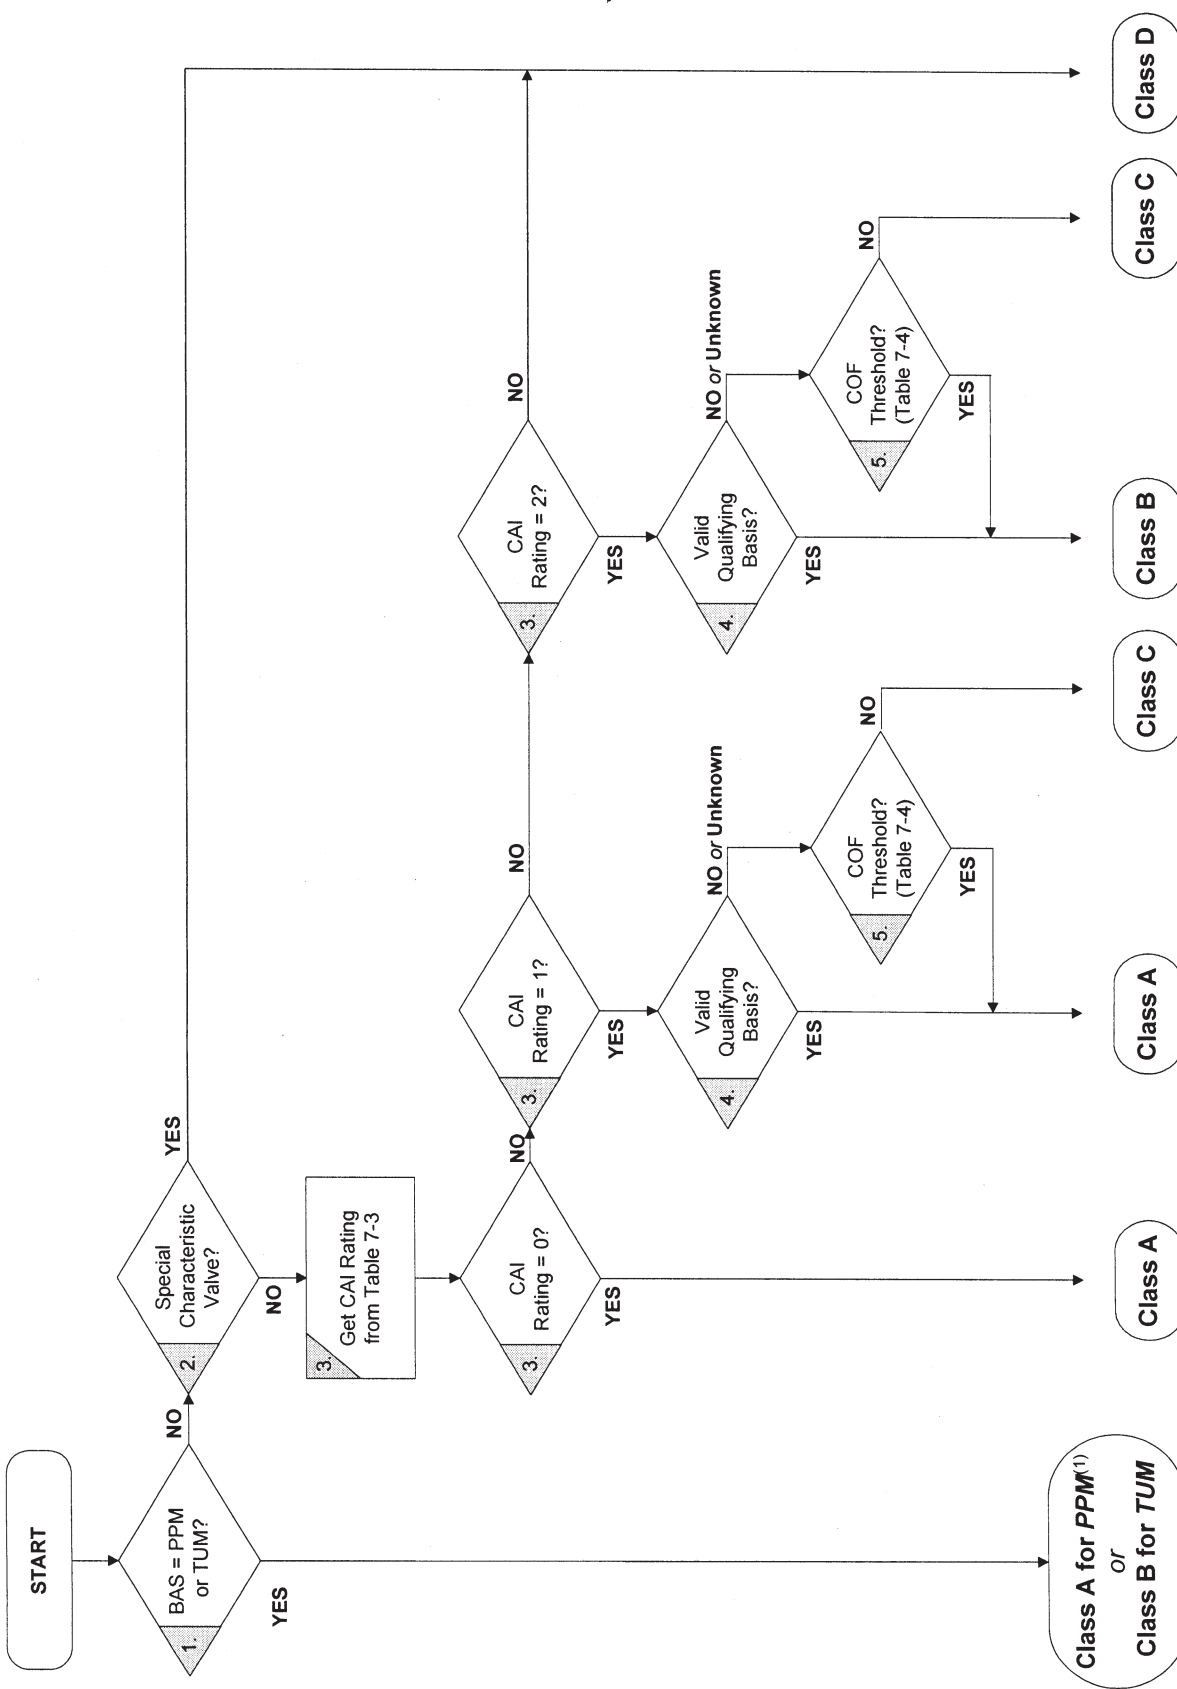 START
1.
BAS = PPM
or TUM?
NO
YES
2.
Special
Characteristic
Valve?
YES
NO
3.
Get CAI Rating
from Table 7-3
3.
CAI
Rating = 0?
NO
YES
3.
CAI
Rating = 1?
NO
YES
3.
CAI
Rating = 2?
NO
YES
4.
Valid
Qualifying
Basis?
NO or Unknown
YES
4.
Valid
Qualifying
Basis?
NO or Unknown
YES
5.
COF
Threshold?
(Table 7-4)
NO
YES
5.
COF
Threshold?
(Table 7-4)
NO
YES
Class A for PPM(1)
or
Class B for TUM
Class A
Class A
Class C
Class B
Class C
Class D